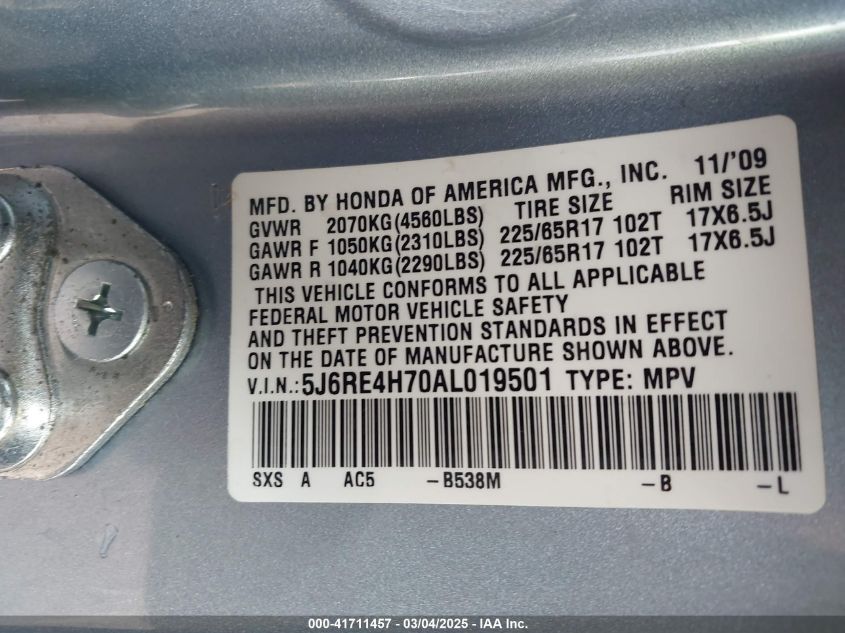 MFD. BY HONDA OF AMERICA MFG., INC. 11/'09
GVWR 2070KG(4560LBS) TIRE SIZE RIM SIZE
GAWR F 1050KG(2310LBS) 225/65R17 102T 17X6.5J
GAWR R 1040KG(2290LBS) 225/65R17 102T 17X6.5J
THIS VEHICLE CONFORMS TO ALL APPLICABLE
FEDERAL MOTOR VEHICLE SAFETY
AND THEFT PREVENTION STANDARDS IN EFFECT
ON THE DATE OF MANUFACTURE SHOWN ABOVE.
V.I.N.: 5J6RE4H70AL019501 TYPE: MPV
SXS A AC5 -B538M -B -L
000-41711457 - 03/04/2025 - IAA Inc.